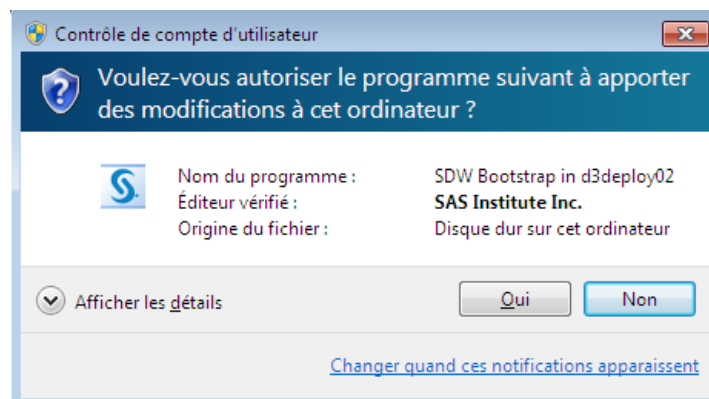 Contrôle de compte d'utilisateur
Voulez-vous autoriser le programme suivant à apporter
des modifications à cet ordinateur ?
Nom du programme : SDW Bootstrap in d3deploy02
Éditeur vérifié : SAS Institute Inc.
Origine du fichier : Disque dur sur cet ordinateur
Afficher les détails Oui Non
Changer quand ces notifications apparaissent